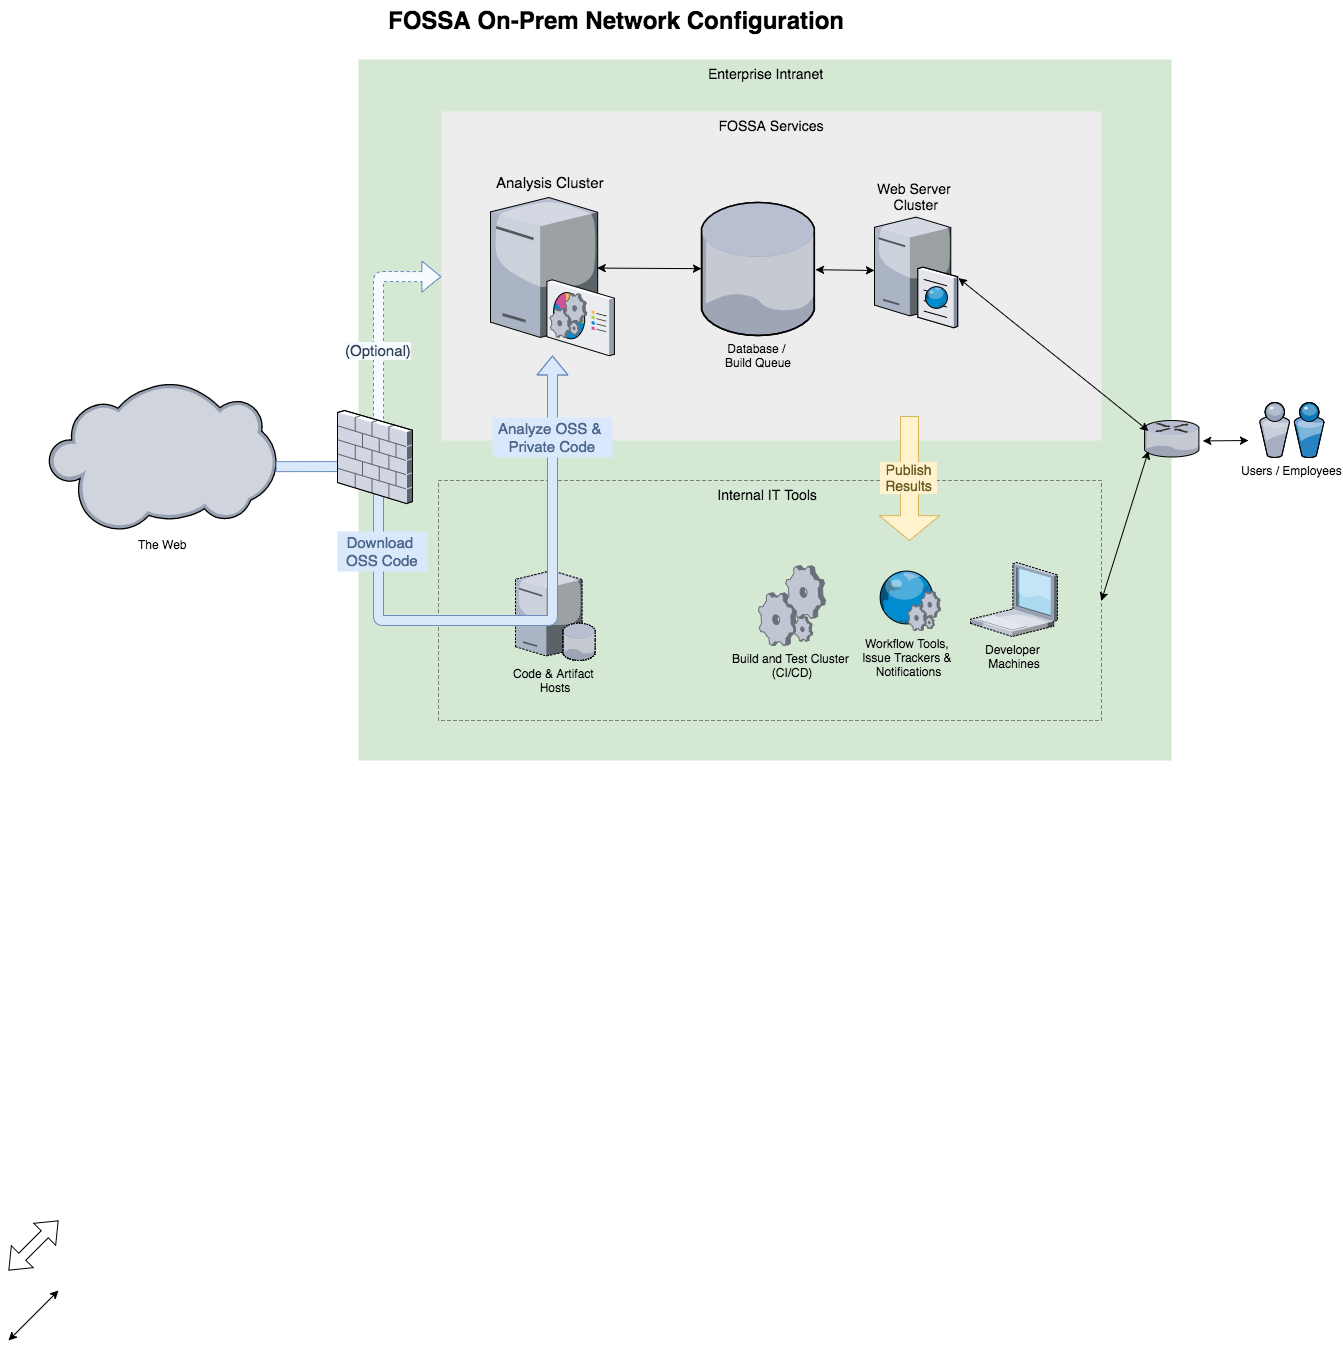 FOSSA On-Prem Network Configuration
Enterprise Intranet
FOSSA Services
Analysis Cluster
Web Server
Cluster
Database /
Build Queue
(Optional)
Analyze OSS &
Private Code
Publish
Results
Users / Employees
Internal IT Tools
The Web
Download
OSS Code
Code & Artifact
Hosts
Build and Test Cluster
(CI/CD)
Workflow Tools,
Issue Trackers &
Notifications
Developer
Machines